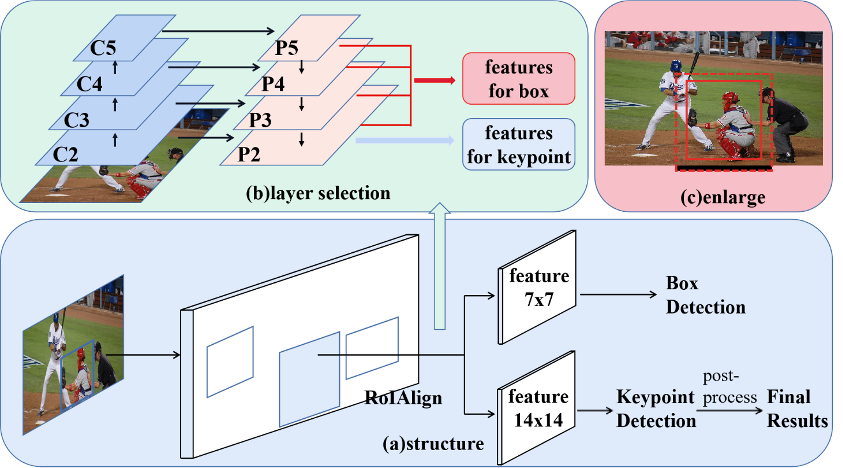 C5
P5
C4
P4
C3
P3
C2
P2
features
for box
features
for keypoint
(b)layer selection
(c)enlarge
feature
7x7
Box
Detection
RoIAlign
feature
14x14
Keypoint
Detection
post-
process
Final
Results
(a)structure